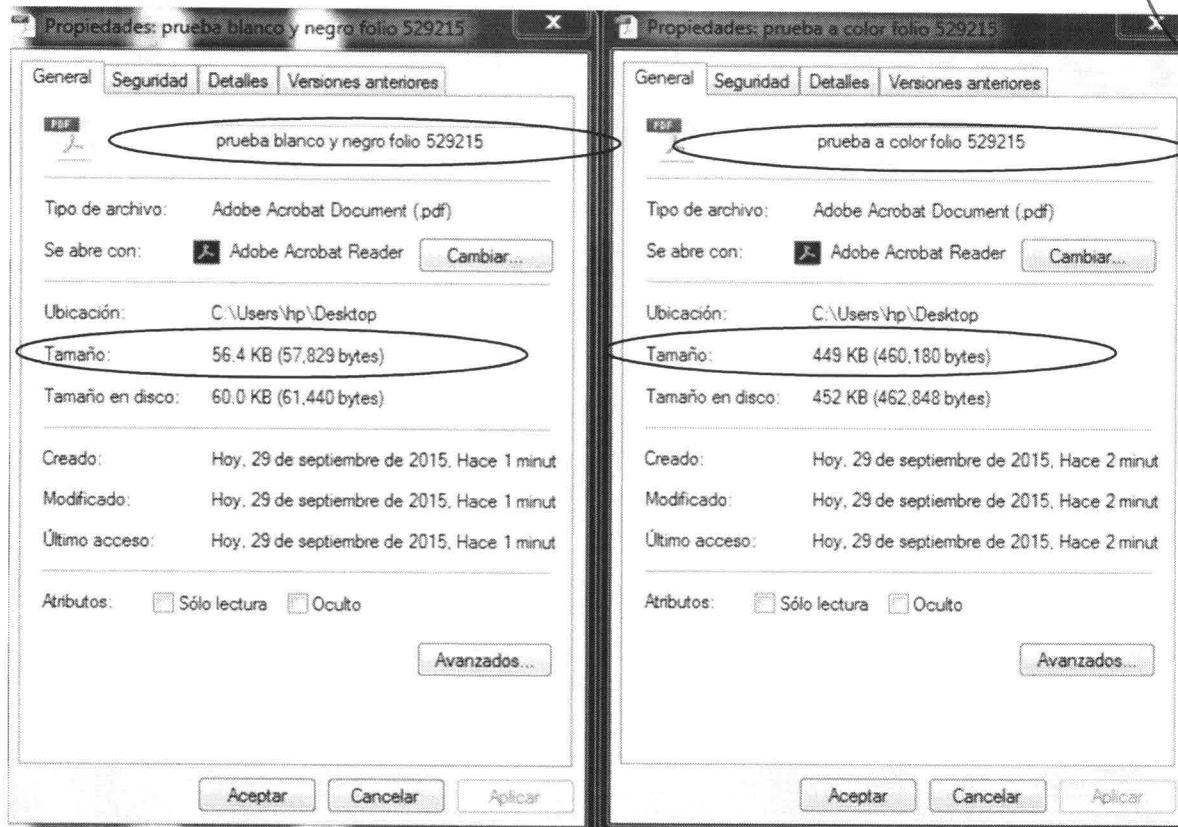 Propiedades: prueba blanco y negro folio 529215
General Seguridad Detalles Versiones anteriores
PDF
prueba blanco y negro folio 529215
Tipo de archivo: Adobe Acrobat Document (.pdf)
Se abre con: Adobe Acrobat Reader Cambiar...
Ubicación: C:\Users\hp\Desktop
Tamaño: 56.4 KB (57,829 bytes)
Tamaño en disco: 60.0 KB (61,440 bytes)
Creado: Hoy, 29 de septiembre de 2015, Hace 1 minut
Modificado: Hoy, 29 de septiembre de 2015, Hace 1 minut
Último acceso: Hoy, 29 de septiembre de 2015, Hace 1 minut
Atributos: Sólo lectura Oculto
Avanzados...
Aceptar Cancelar Aplicar
Propiedades: prueba a color folio 529215
General Seguridad Detalles Versiones anteriores
PDF
prueba a color folio 529215
Tipo de archivo: Adobe Acrobat Document (.pdf)
Se abre con: Adobe Acrobat Reader Cambiar...
Ubicación: C:\Users\hp\Desktop
Tamaño: 449 KB (460,180 bytes)
Tamaño en disco: 452 KB (462,848 bytes)
Creado: Hoy, 29 de septiembre de 2015, Hace 2 minut
Modificado: Hoy, 29 de septiembre de 2015, Hace 2 minut
Último acceso: Hoy, 29 de septiembre de 2015, Hace 2 minut
Atributos: Sólo lectura Oculto
Avanzados...
Aceptar Cancelar Aplicar